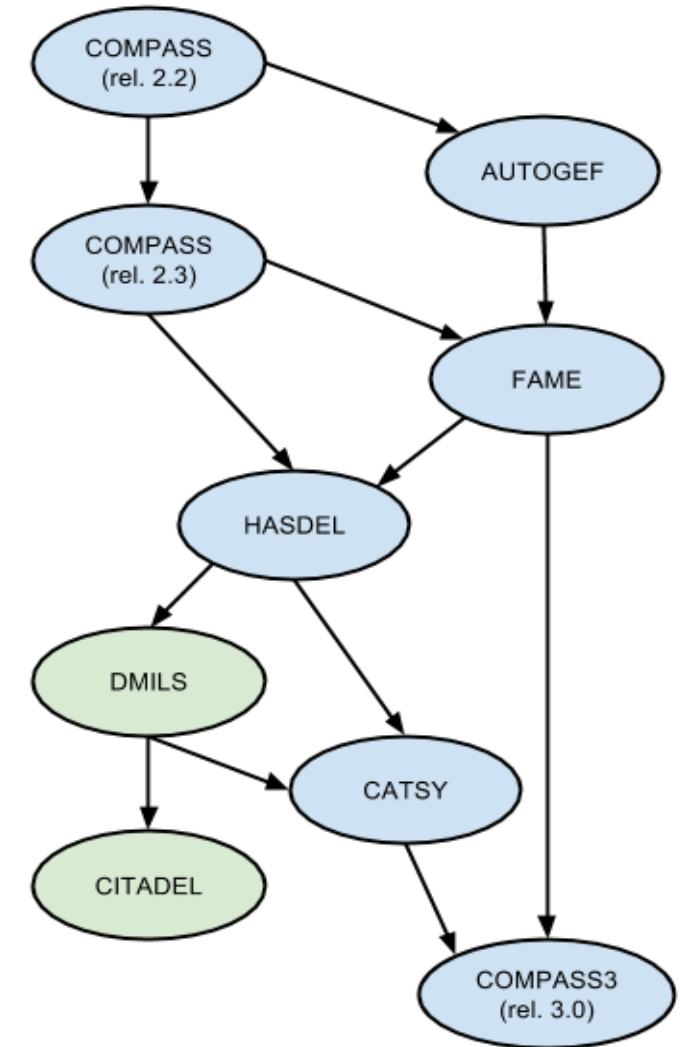 COMPASS
(rel. 2.2)
AUTOGEF
COMPASS
(rel. 2.3)
FAME
HASDEL
DMILS
CATSY
CITADEL
COMPASS3
(rel. 3.0)